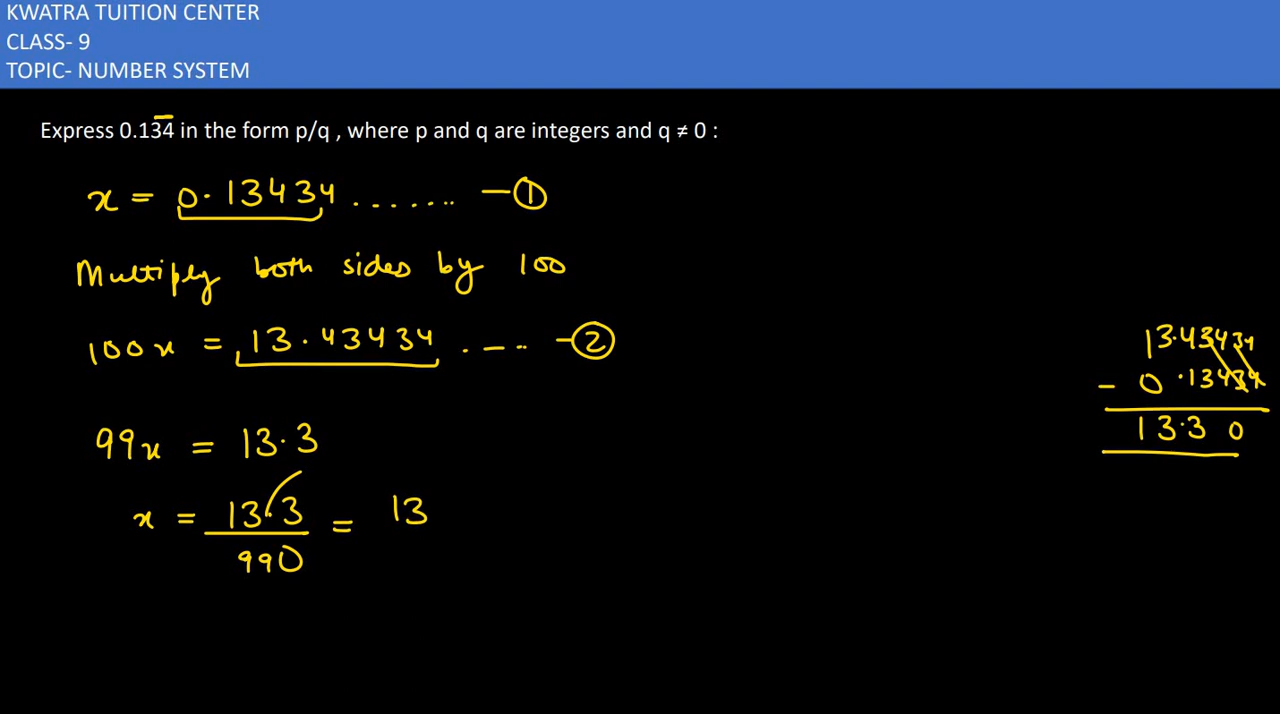 KWATRA TUITION CENTER
CLASS- 9
TOPIC- NUMBER SYSTEM
Express 0.13̅4̅ in the form p/q , where p and q are integers and q ≠ 0 :
x = 0.13434....... —①
Multiply both sides by 100
100x = 13.43434 . — .. —②
13.43434
- 0.13434
13.30
99x = 13.3
x = 13.3/990 = 13